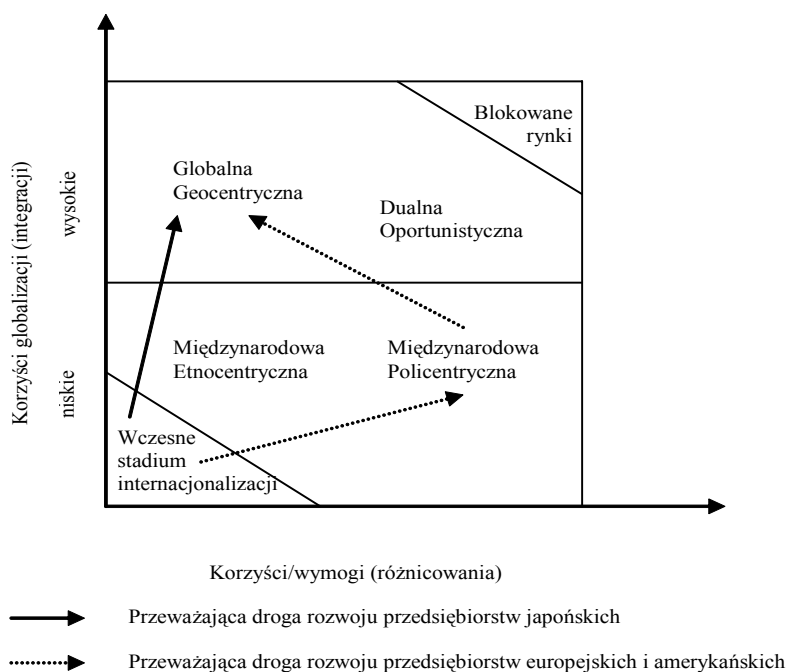 Blokowane
rynki
Globalna
Geocentryczna
Dualna
Oportunistyczna
Korzyści globalizacji (integracji)
wysokie
niskie
Międzynarodowa
Etnocentryczna
Międzynarodowa
Policentryczna
Wczesne
stadium
internacjonalizacji
Korzyści/wymogi (różnicowania)
Przeważająca droga rozwoju przedsiębiorstw japońskich
Przeważająca droga rozwoju przedsiębiorstw europejskich i amerykańskich